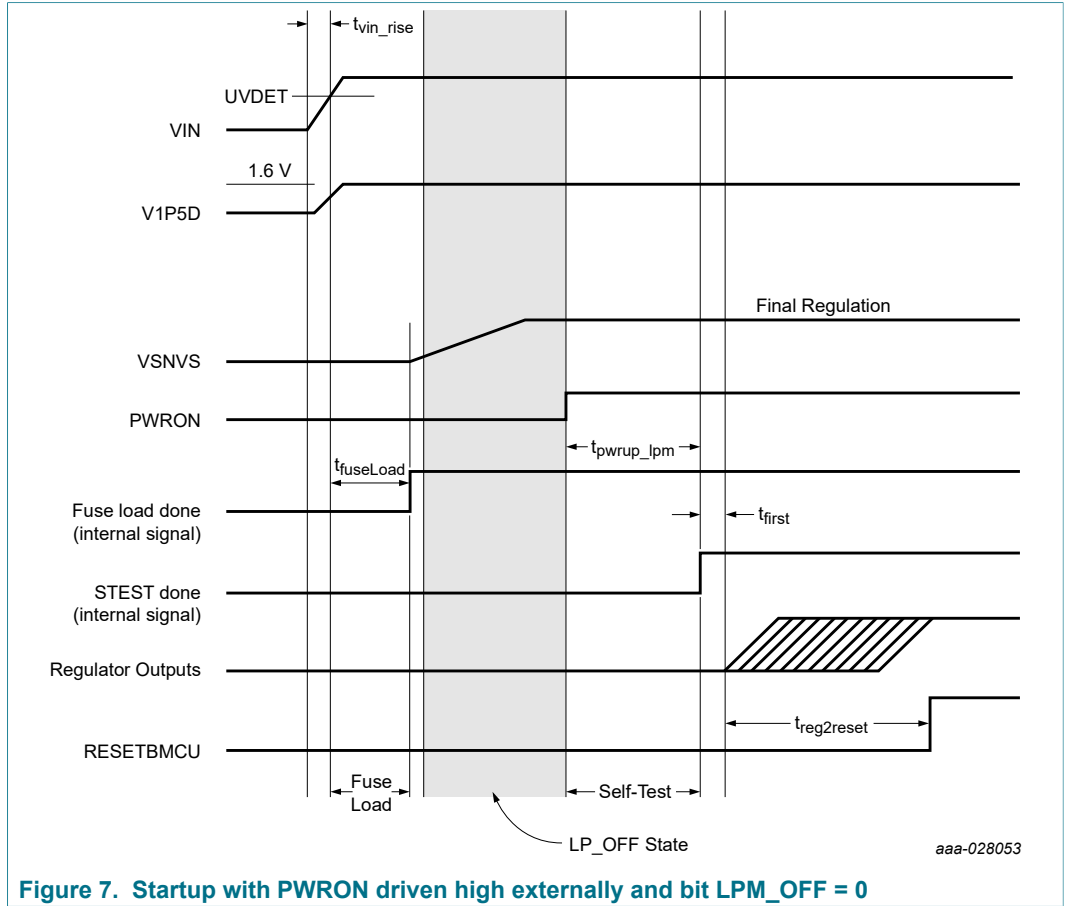 tvin_rise
UVDET
VIN
1.6 V
V1P5D
Final Regulation
VSNVS
PWRON
tpwrup_lpm
tfuseLoad
Fuse load done
(internal signal)
tfirst
STEST done
(internal signal)
Regulator Outputs
treg2reset
RESETBMCU
Fuse
Load
Self-Test
LP_OFF State
aaa-028053
Figure 7. Startup with PWRON driven high externally and bit LPM_OFF = 0